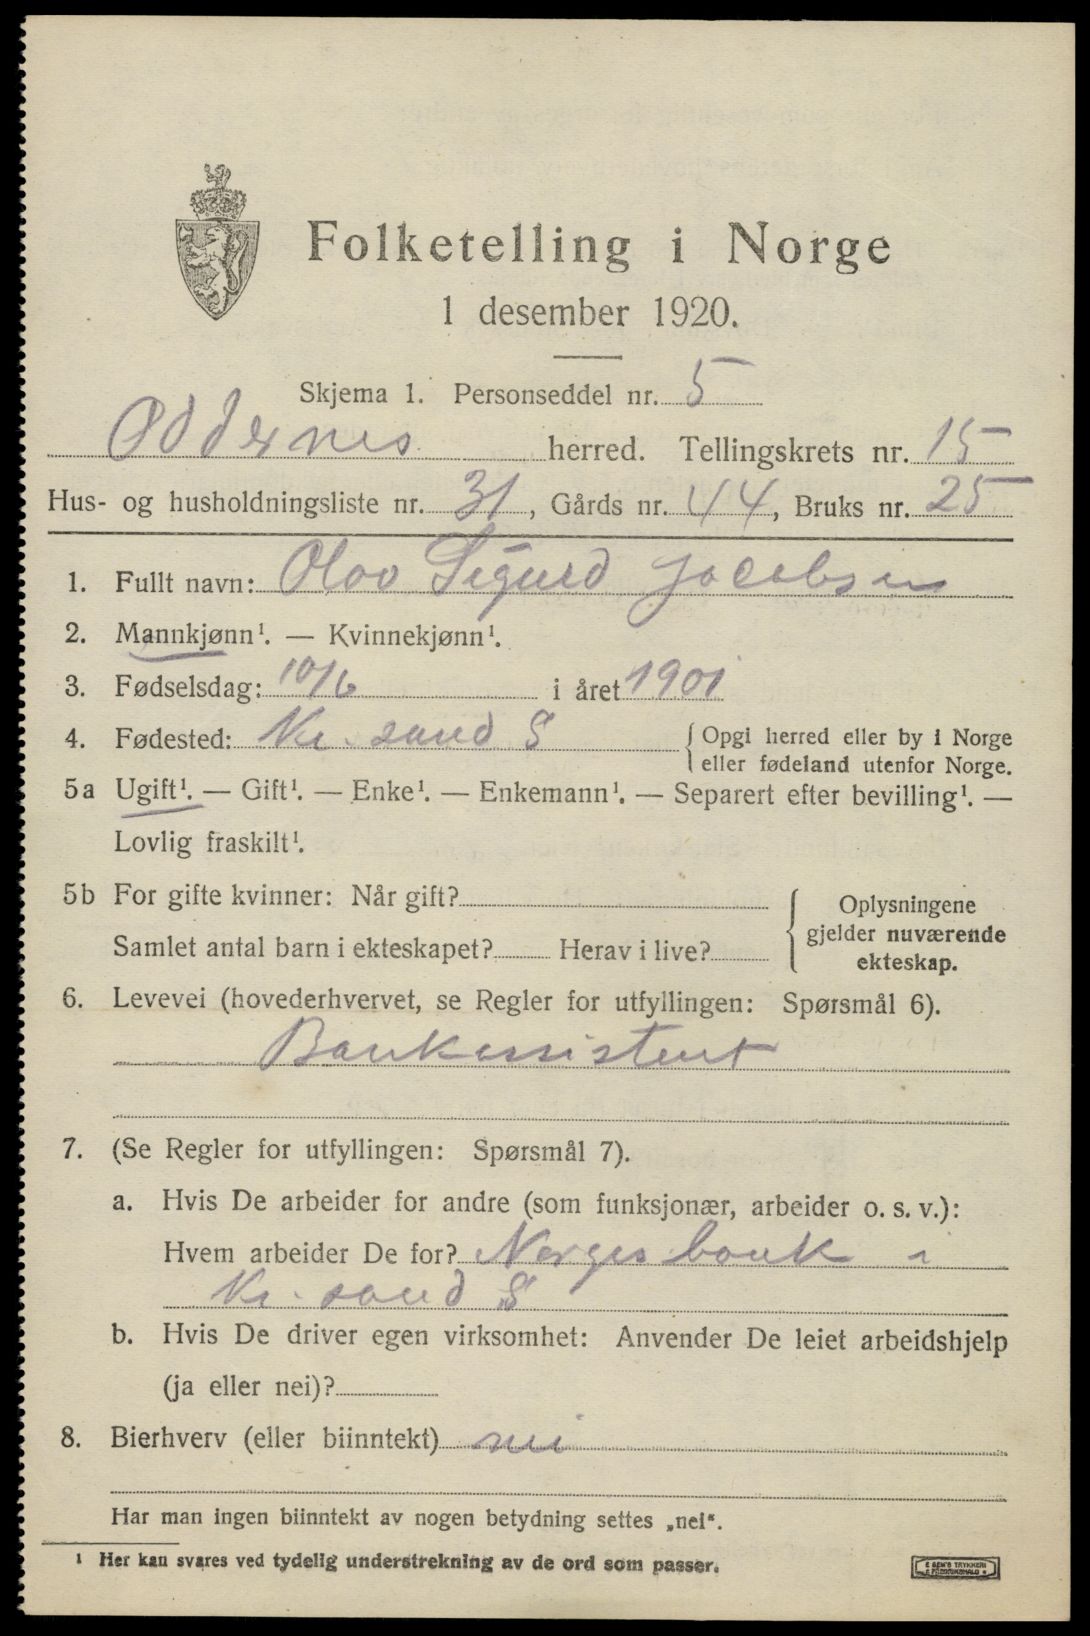 Folketelling i Norge
1 desember 1920.
Skjema 1. Personseddel nr. 5
Oddernes herred. Tellingskrets nr. 15
Hus- og husholdningsliste nr. 31, Gårds nr. 44, Bruks nr. 25
1. Fullt navn: Olav Sigurd Jacobsen
2. Mannkjønn¹. — Kvinnekjønn¹.
3. Fødselsdag: 10/6 i året 1901
4. Fødested: Kr. sand S { Opgi herred eller by i Norge
eller fødeland utenfor Norge.
5a Ugift¹. — Gift¹. — Enke¹. — Enkemann¹. — Separert efter bevilling¹. —
Lovlig fraskilt¹.
5b For gifte kvinner: Når gift?
Samlet antal barn i ekteskapet? Herav i live?
{ Oplysningene
gjelder nuværende
ekteskap.
6. Levevei (hovederhvervet, se Regler for utfyllingen: Spørsmål 6).
Bankassistent
7. (Se Regler for utfyllingen: Spørsmål 7).
a. Hvis De arbeider for andre (som funksjonær, arbeider o. s. v.):
Hvem arbeider De for? Norges bank i
Kr. sand S
b. Hvis De driver egen virksomhet: Anvender De leiet arbeidshjelp
(ja eller nei)?
8. Bierhverv (eller biinntekt) nei
Har man ingen biinntekt av nogen betydning settes „nei“.
¹ Her kan svares ved tydelig understrekning av de ord som passer.